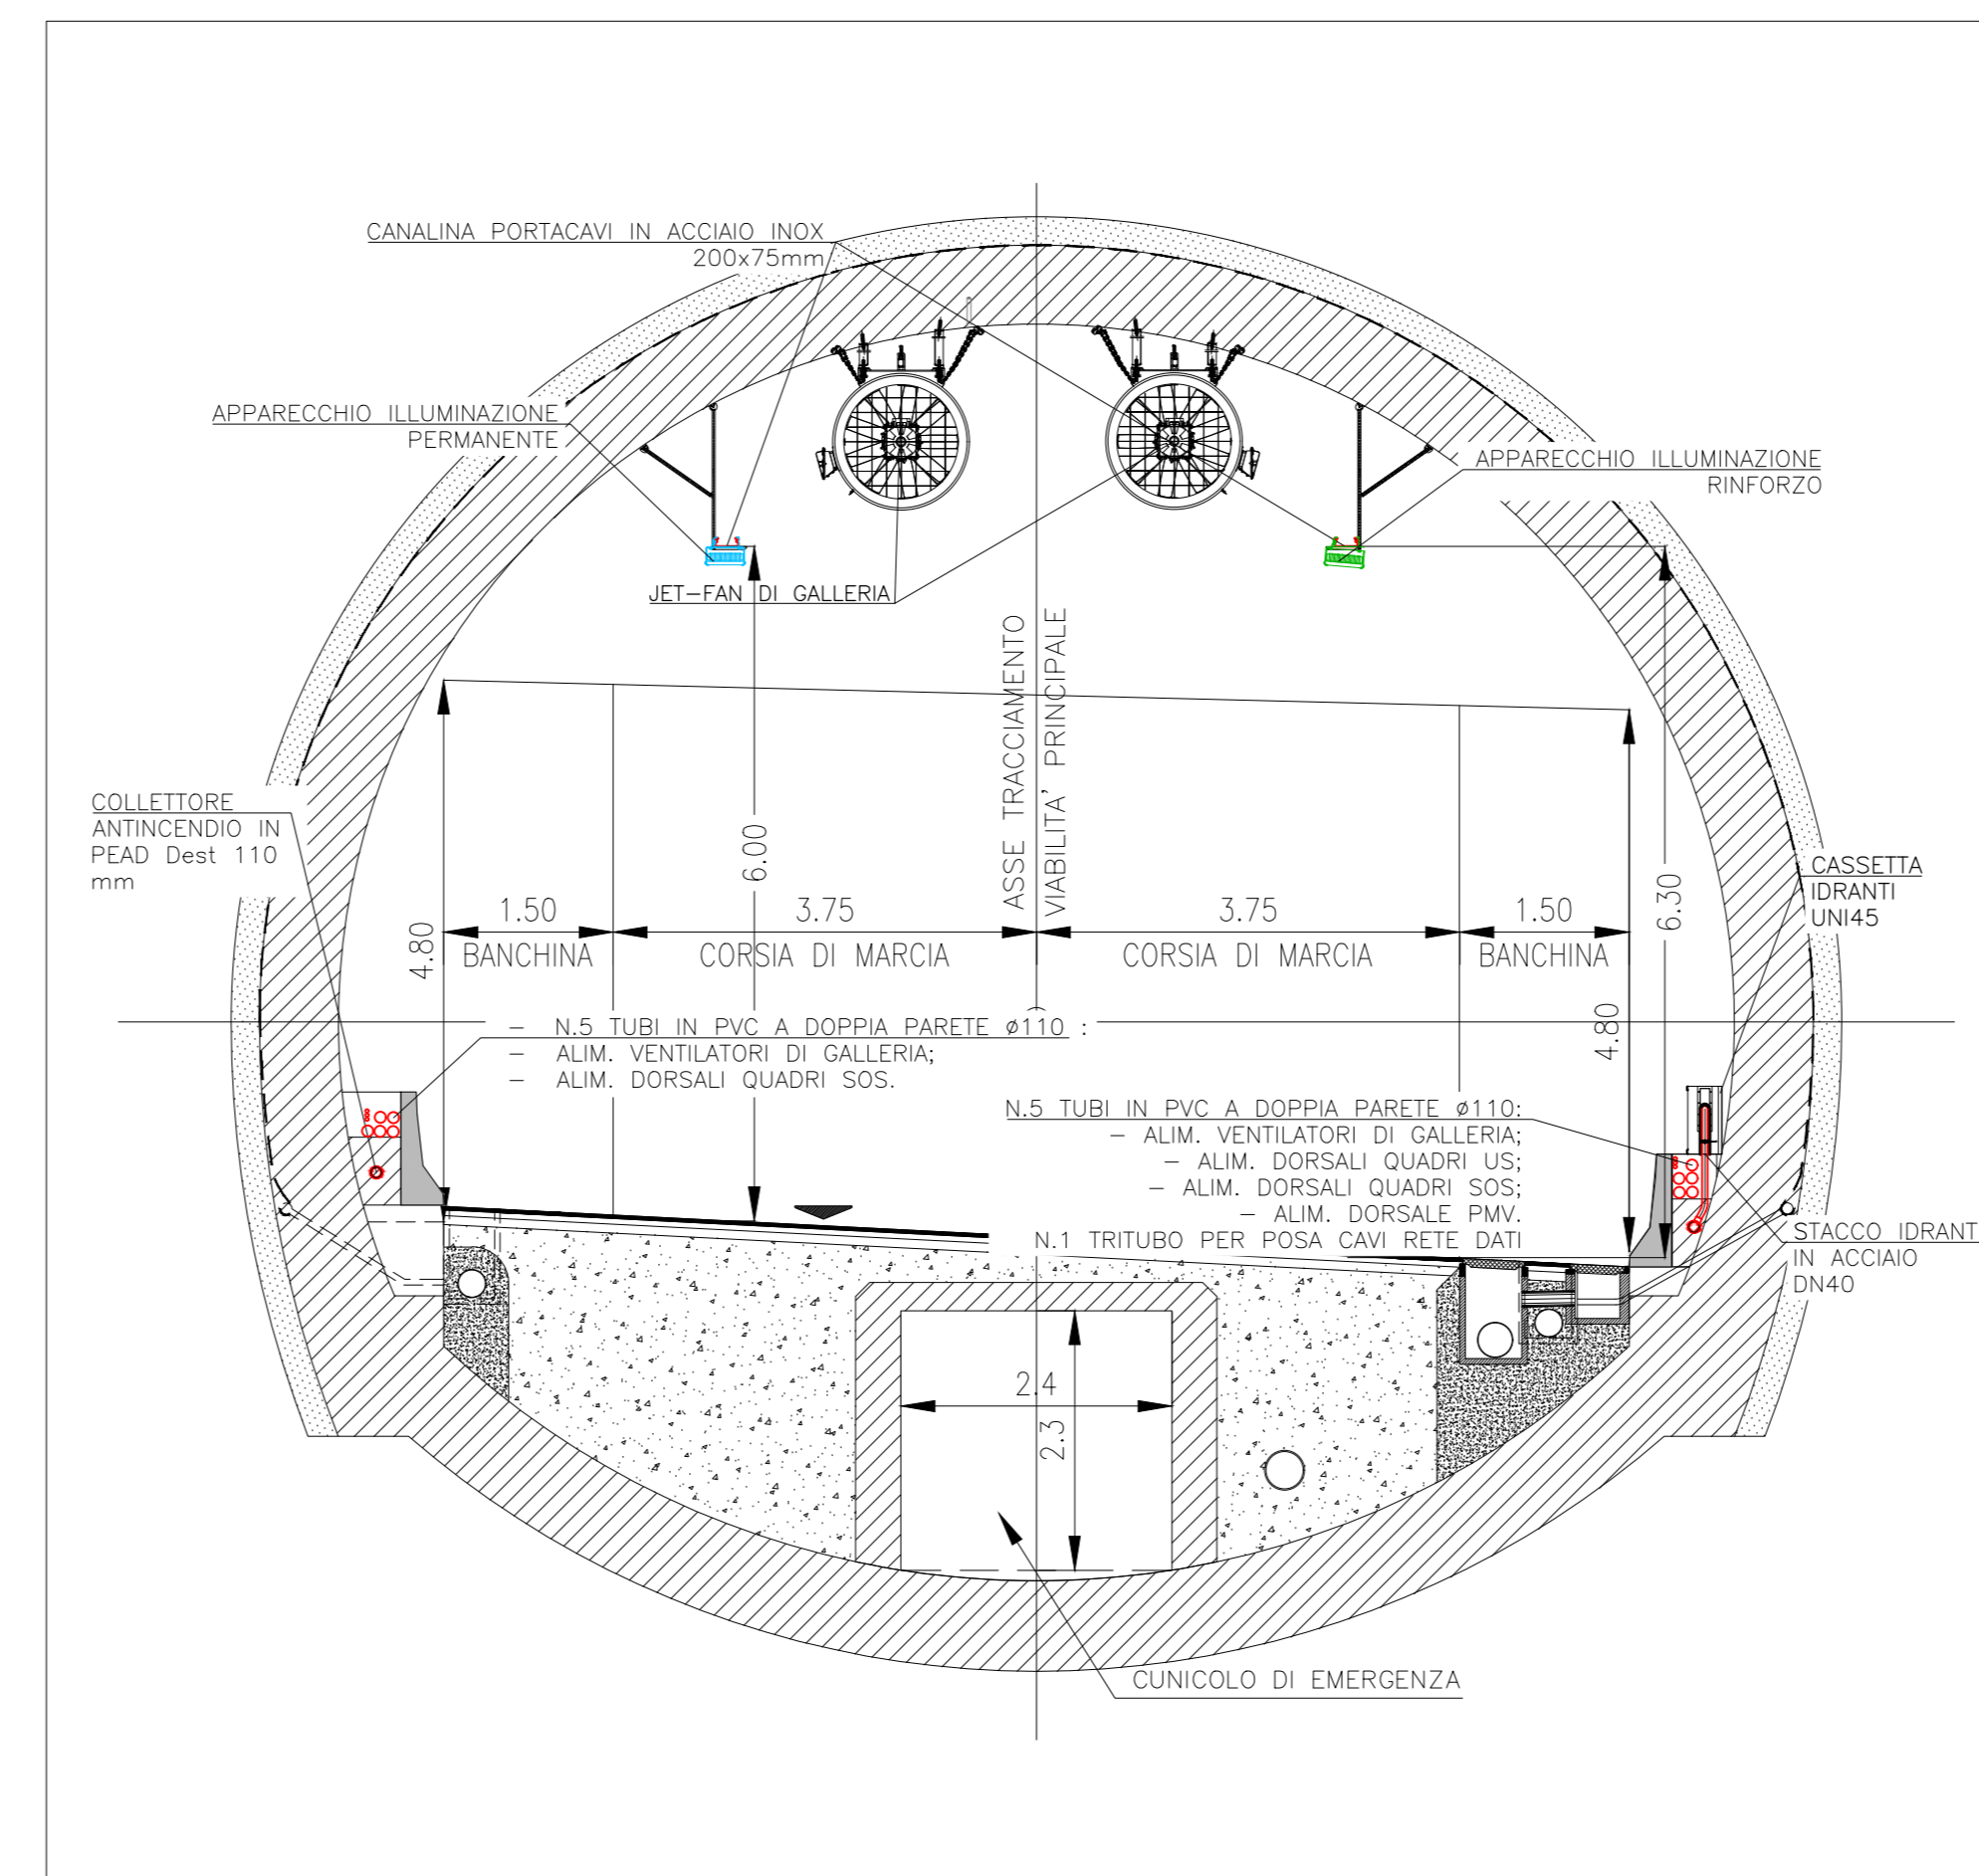 CANALINA PORTACAVI IN ACCIAIO INOX
200x75mm
APPARECCHIO ILLUMINAZIONE
PERMANENTE
APPARECCHIO ILLUMINAZIONE
RINFORZO
JET-FAN DI GALLERIA
ASSE TRACCIAMENTO
VIABILITA' PRINCIPALE
COLLETTORE
ANTINCENDIO IN
PEAD Dest 110
mm
CASSETTA
IDRANTI
UNI45
6.00
6.30
4.80
1.50
3.75
3.75
1.50
BANCHINA
CORSIA DI MARCIA
CORSIA DI MARCIA
BANCHINA
4.80
- N.5 TUBI IN PVC A DOPPIA PARETE ø110 :
- ALIM. VENTILATORI DI GALLERIA;
- ALIM. DORSALI QUADRI SOS.
N.5 TUBI IN PVC A DOPPIA PARETE ø110:
- ALIM. VENTILATORI DI GALLERIA;
- ALIM. DORSALI QUADRI US;
- ALIM. DORSALI QUADRI SOS;
- ALIM. DORSALE PMV.
N.1 TRITUBO PER POSA CAVI RETE DATI
STACCO IDRANT
IN ACCIAIO
DN40
2.4
2.3
CUNICOLO DI EMERGENZA